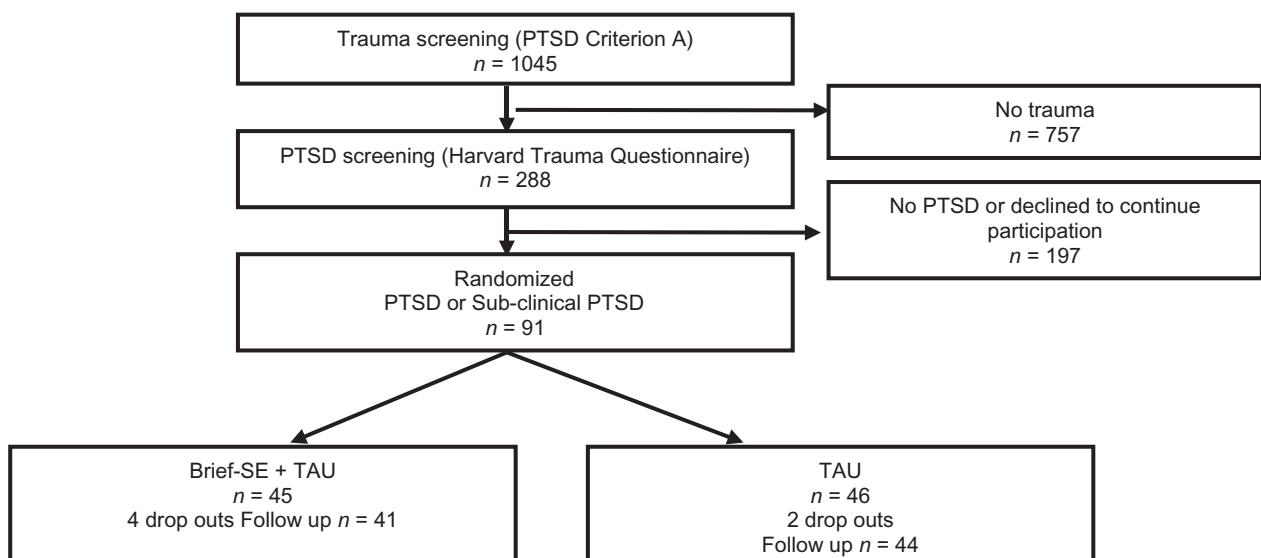 Trauma screening (PTSD Criterion A)
n = 1045
No trauma
n = 757
PTSD screening (Harvard Trauma Questionnaire)
n = 288
No PTSD or declined to continue
participation
n = 197
Randomized
PTSD or Sub-clinical PTSD
n = 91
Brief-SE + TAU
n = 45
4 drop outs Follow up n = 41
TAU
n = 46
2 drop outs
Follow up n = 44